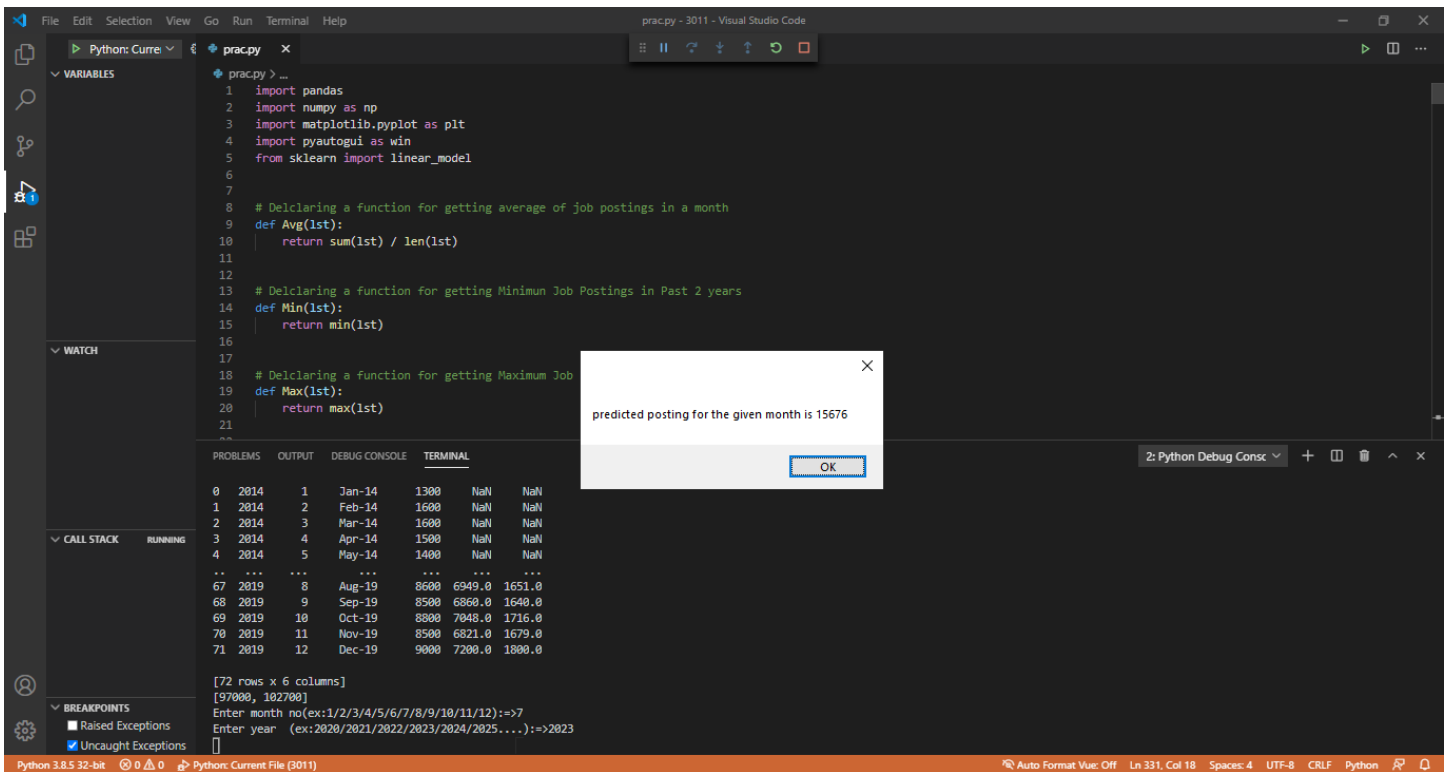 File Edit Selection View Go Run Terminal Help
prac.py - 3011 - Visual Studio Code
Python: Curre
prac.py
VARIABLES
prac.py > ...
1 import pandas
2 import numpy as np
3 import matplotlib.pyplot as plt
4 import pyautogui as win
5 from sklearn import linear_model
6
7
8 # Delclaring a function for getting average of job postings in a month
9 def Avg(lst):
10 return sum(lst) / len(lst)
11
12
13 # Delclaring a function for getting Minimun Job Postings in Past 2 years
14 def Min(lst):
15 return min(lst)
16
17
18 # Delclaring a function for getting Maximum Job
19 def Max(lst):
20 return max(lst)
21
WATCH
predicted posting for the given month is 15676
OK
PROBLEMS OUTPUT DEBUG CONSOLE TERMINAL
2: Python Debug Consc
0 2014 1 Jan-14 1300 NaN NaN
1 2014 2 Feb-14 1600 NaN NaN
2 2014 3 Mar-14 1600 NaN NaN
3 2014 4 Apr-14 1500 NaN NaN
4 2014 5 May-14 1400 NaN NaN
.. ... ... ... ... ... ...
67 2019 8 Aug-19 8600 6949.0 1651.0
68 2019 9 Sep-19 8500 6860.0 1640.0
69 2019 10 Oct-19 8800 7048.0 1716.0
70 2019 11 Nov-19 8500 6821.0 1679.0
71 2019 12 Dec-19 9000 7200.0 1800.0
[72 rows x 6 columns]
[97000, 102700]
Enter month no(ex:1/2/3/4/5/6/7/8/9/10/11/12):=>7
Enter year (ex:2020/2021/2022/2023/2024/2025....):=>2023
CALL STACK RUNNING
BREAKPOINTS
Raised Exceptions
Uncaught Exceptions
1
Python 3.8.5 32-bit 0 0 Python: Current File (3011)
Auto Format Vue: Off Ln 331, Col 18 Spaces: 4 UTF-8 CRLF Python